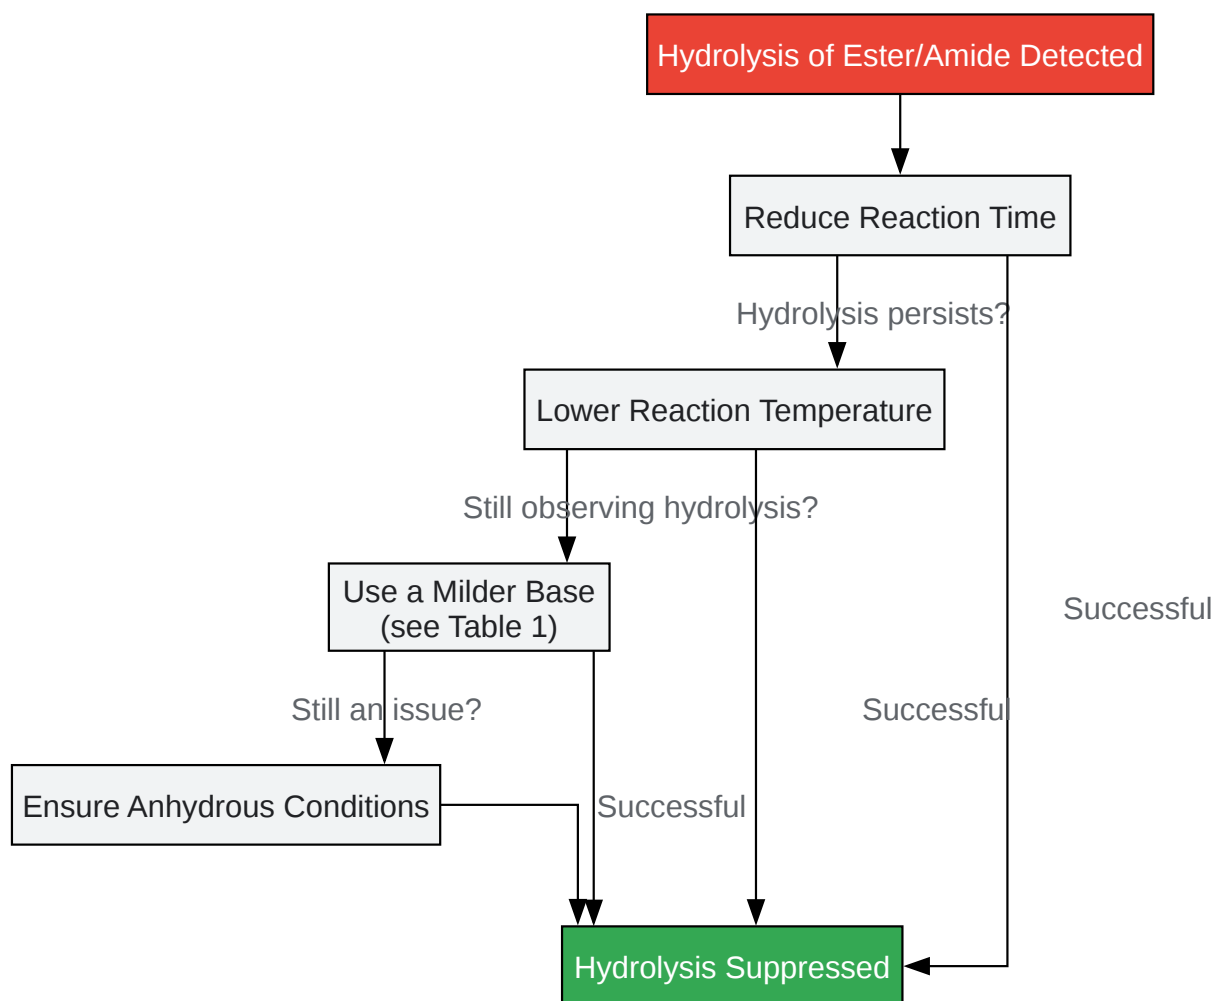 Hydrolysis of Ester/Amide Detected
Reduce Reaction Time
Hydrolysis persists?
Lower Reaction Temperature
Still observing hydrolysis?
Use a Milder Base
(see Table 1)
Successful
Still an issue?
Successful
Ensure Anhydrous Conditions
Successful
Hydrolysis Suppressed